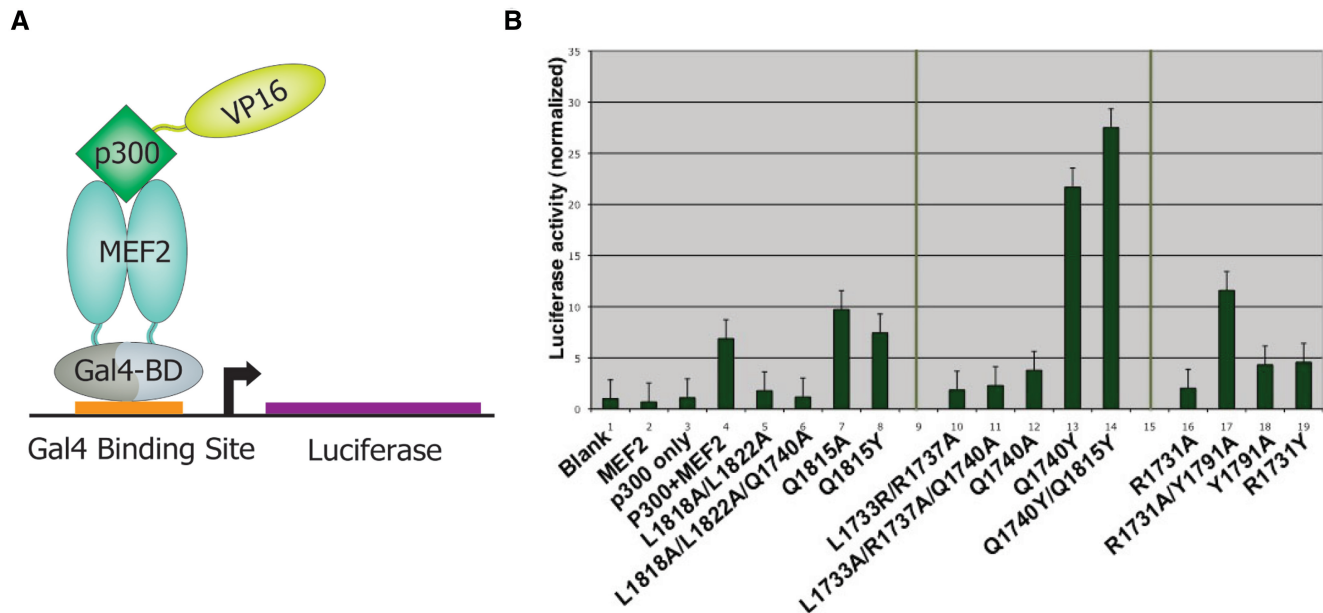 A
VP16
p300
MEF2
Gal4-BD
Gal4 Binding Site
Luciferase
B
Luciferase activity (normalized)
35
30
25
20
15
10
5
0
1
2
3
4
5
6
7
8
9
10
11
12
13
14
15
16
17
18
19
Blank
MEF2
p300 only
P300+MEF2
L1818A/L1822A
L1818A/L1822A/Q1740A
Q1815A
Q1815Y
L1733R/R1737A
L1733A/R1737A/Q1740A
Q1740A
Q1740Y
Q1740Y/Q1815Y
R1731A
R1731A/Y1791A
Y1791A
R1731Y